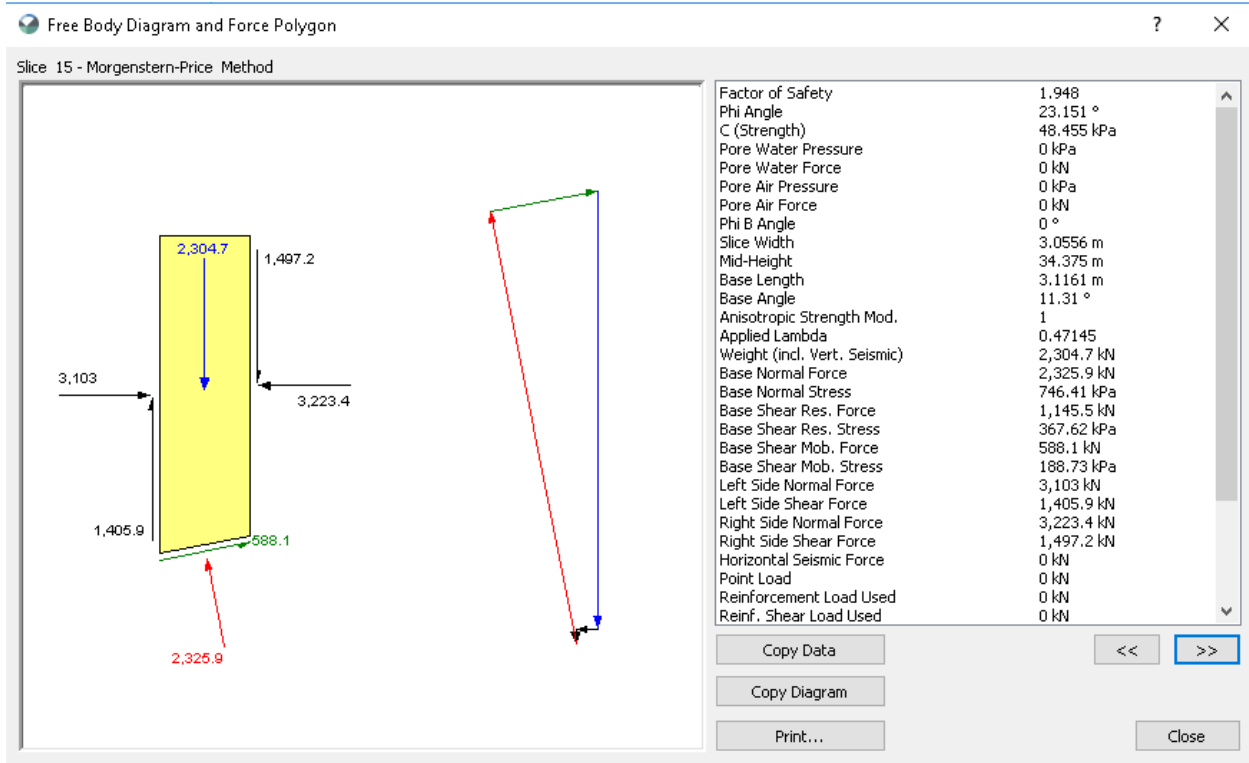 Free Body Diagram and Force Polygon
?
Slice 15 - Morgenstern-Price Method
2,304.7
1,497.2
3,103
3,223.4
1,405.9
588.1
2,325.9
Factor of Safety 1.948
Phi Angle 23.151 °
C (Strength) 48.455 kPa
Pore Water Pressure 0 kPa
Pore Water Force 0 kN
Pore Air Pressure 0 kPa
Pore Air Force 0 kN
Phi B Angle 0 °
Slice Width 3.0556 m
Mid-Height 34.375 m
Base Length 3.1161 m
Base Angle 11.31 °
Anisotropic Strength Mod. 1
Applied Lambda 0.47145
Weight (incl. Vert. Seismic) 2,304.7 kN
Base Normal Force 2,325.9 kN
Base Normal Stress 746.41 kPa
Base Shear Res. Force 1,145.5 kN
Base Shear Res. Stress 367.62 kPa
Base Shear Mob. Force 588.1 kN
Base Shear Mob. Stress 188.73 kPa
Left Side Normal Force 3,103 kN
Left Side Shear Force 1,405.9 kN
Right Side Normal Force 3,223.4 kN
Right Side Shear Force 1,497.2 kN
Horizontal Seismic Force 0 kN
Point Load 0 kN
Reinforcement Load Used 0 kN
Reinf. Shear Load Used 0 kN
Copy Data
<< >>
Copy Diagram
Print...
Close